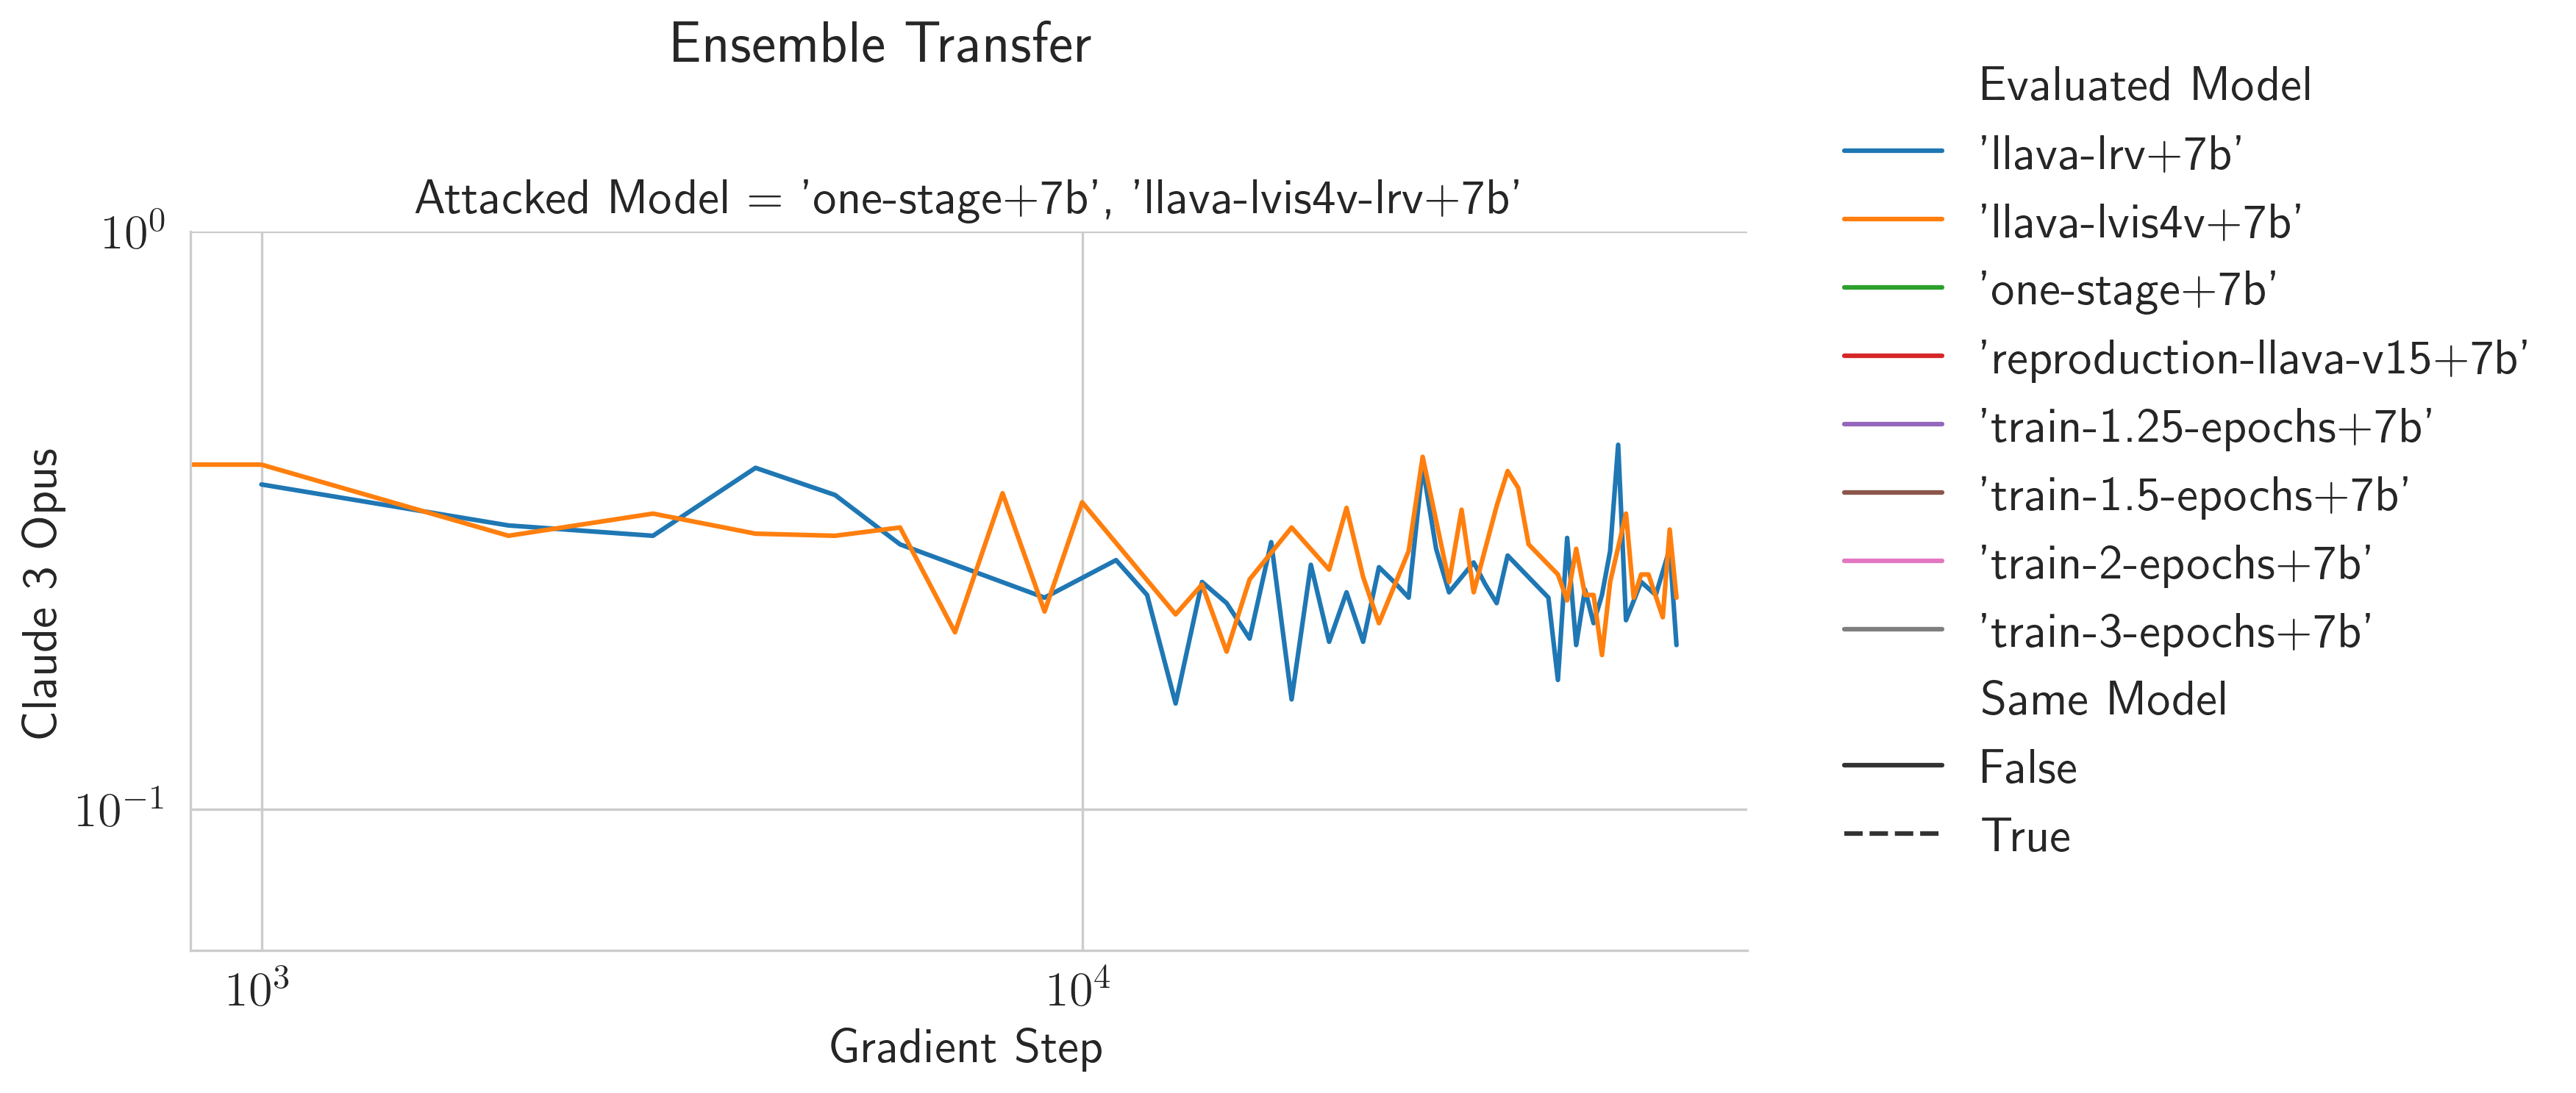 Ensemble Transfer
Attacked Model = 'one-stage+7b', 'llava-lvis4v-lrv+7b'
10^0
10^-1
Claude 3 Opus
10^3
10^4
Gradient Step
Evaluated Model
'llava-lrv+7b'
'llava-lvis4v+7b'
'one-stage+7b'
'reproduction-llava-v15+7b'
'train-1.25-epochs+7b'
'train-1.5-epochs+7b'
'train-2-epochs+7b'
'train-3-epochs+7b'
Same Model
False
True